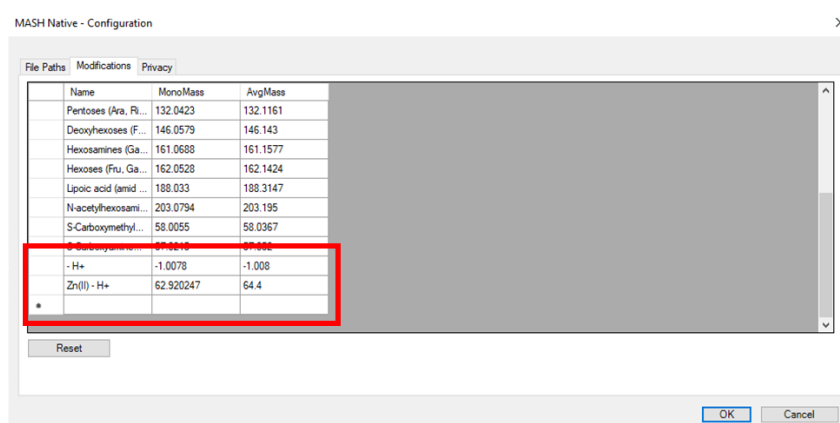 MASH Native - Configuration
File Paths Modifications Privacy
Name MonoMass AvgMass
Pentoses (Ara, Ri... 132.0423 132.1161
Deoxyhexoses (F... 146.0579 146.143
Hexosamines (Ga... 161.0688 161.1577
Hexoses (Fru, Ga... 162.0528 162.1424
Lipoic acid (amid ... 188.033 188.3147
N-acetylhexosami... 203.0794 203.195
S-Carboxymethyl... 58.0055 58.0367
- H+ -1.0078 -1.008
Zn(II) - H+ 62.920247 64.4
Reset
OK Cancel